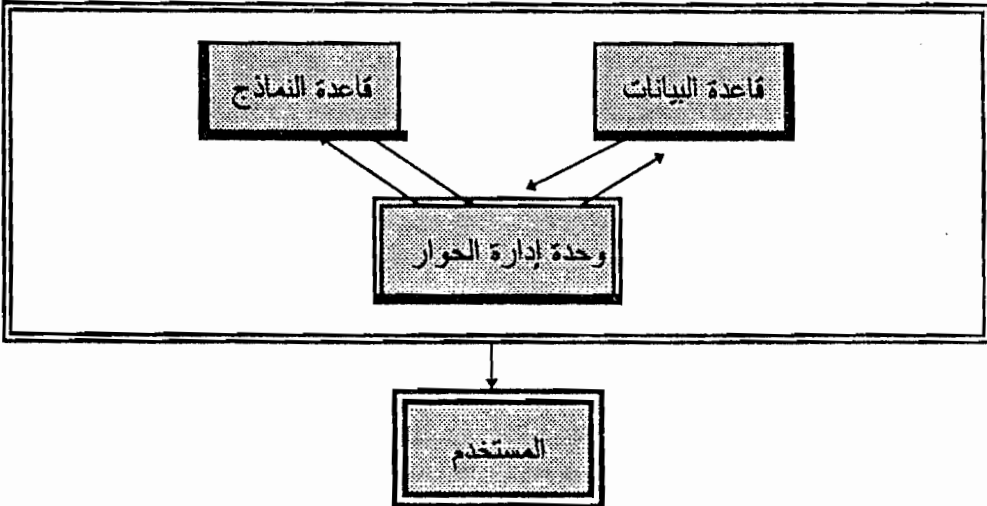 قاعدة البيانات
قاعدة النماذج
وحدة إدارة الحوار
المستخدم